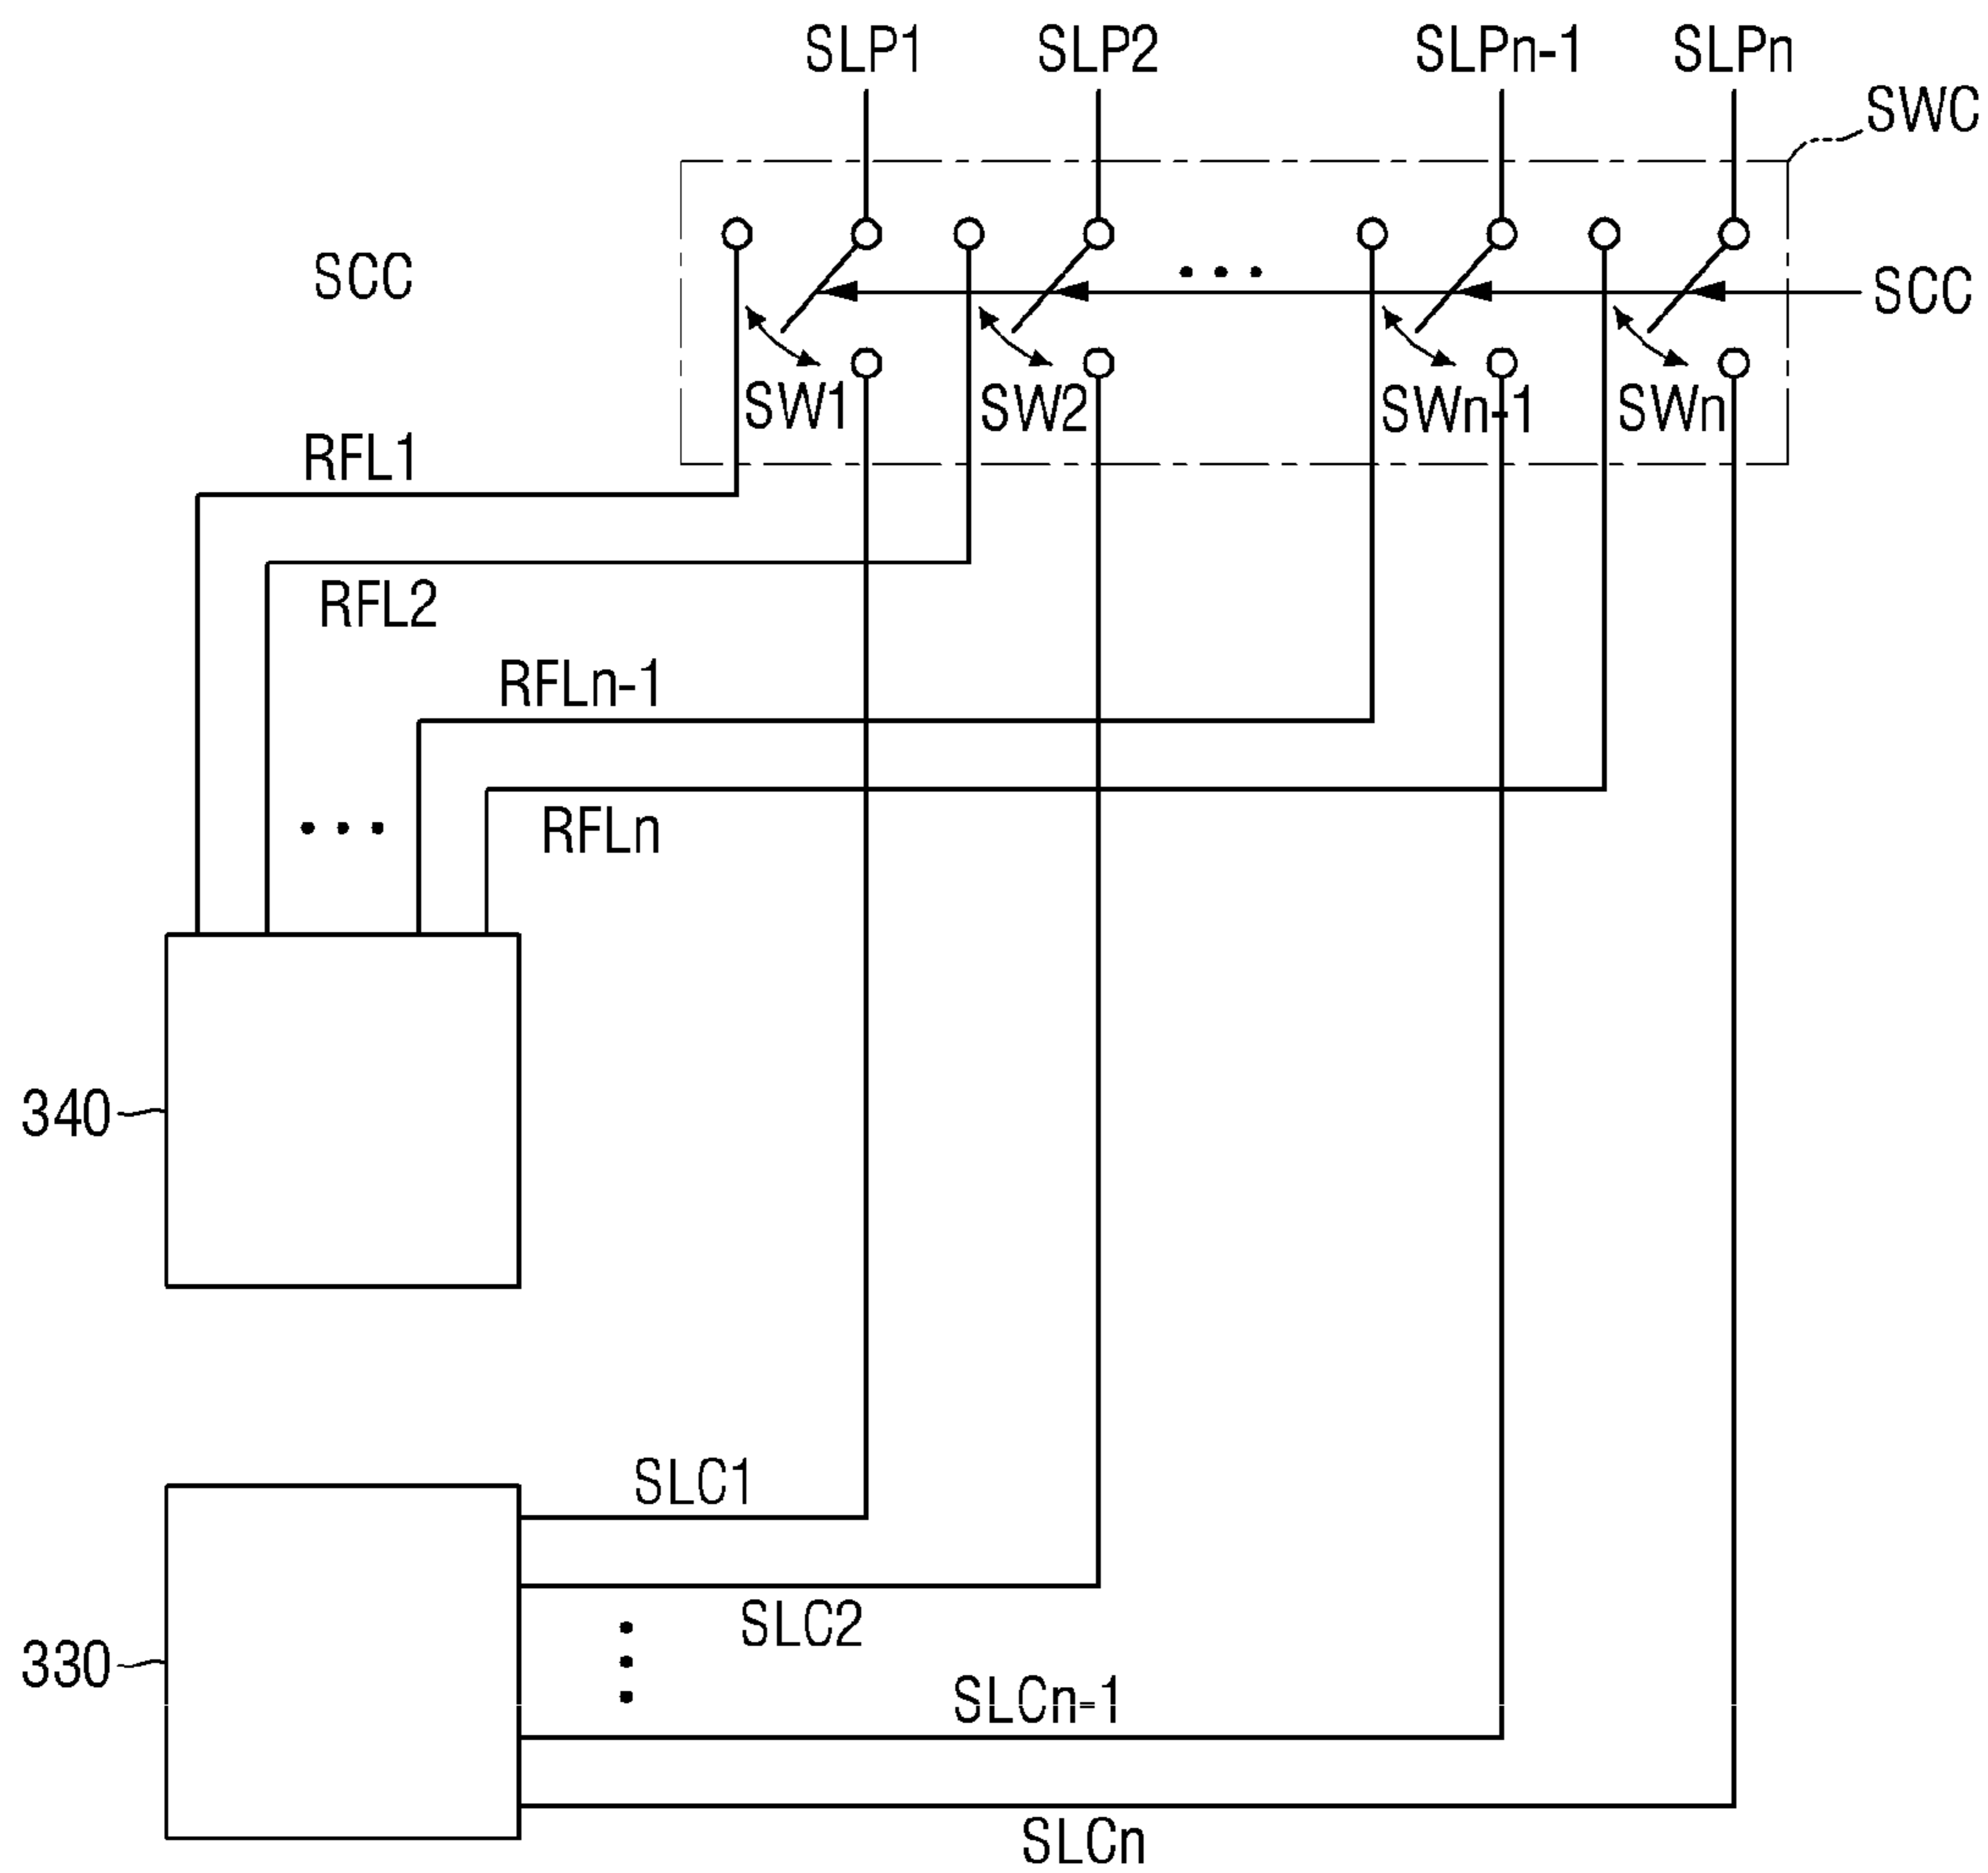 SLP1 SLP2 SLPn-1 SLPn
SWC
SCC
SCC
SW1 SW2 SWn-1 SWn
RFL1
RFL2
RFLn-1
RFLn
340
SLC1
SLC2
330
SLCn-1
SLCn